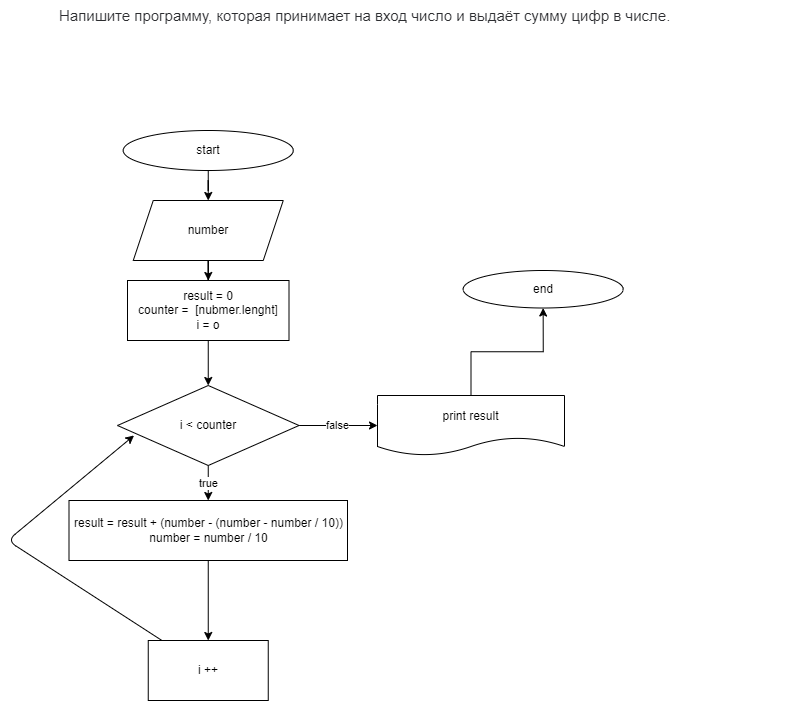 Напишите программу, которая принимает на вход число и выдаёт сумму цифр в числе.
start
number
result = 0
counter = [nubmer.lenght]
i = o
end
i < counter
false
print result
true
result = result + (number - (number - number / 10))
number = number / 10
i ++